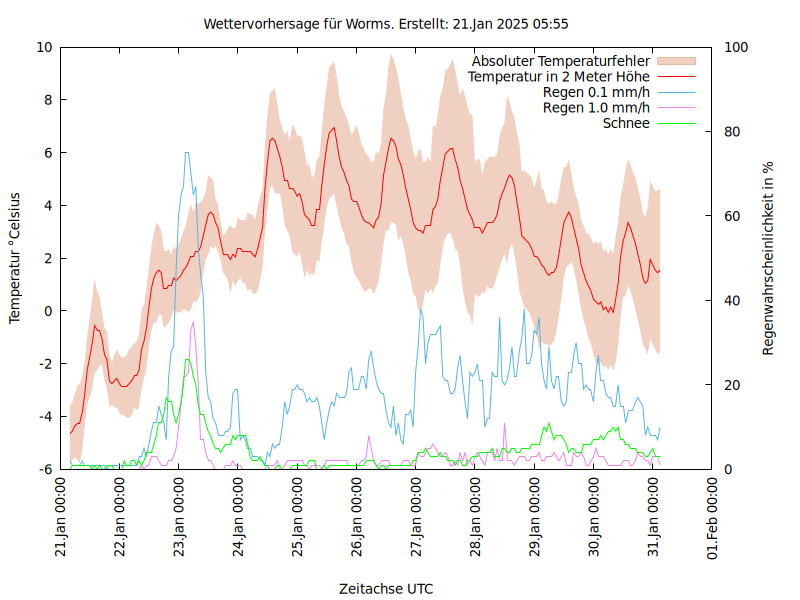 Wettervorhersage für Worms. Erstellt: 21.Jan 2025 05:55
Absoluter Temperaturfehler
Temperatur in 2 Meter Höhe
Regen 0.1 mm/h
Regen 1.0 mm/h
Schnee
Temperatur °Celsius
10
8
6
4
2
0
-2
-4
-6
100
80
60
40
20
0
Regenwahrscheinlichkeit in %
21.Jan 00:00
22.Jan 00:00
23.Jan 00:00
24.Jan 00:00
25.Jan 00:00
26.Jan 00:00
27.Jan 00:00
28.Jan 00:00
29.Jan 00:00
30.Jan 00:00
31.Jan 00:00
01.Feb 00:00
Zeitachse UTC